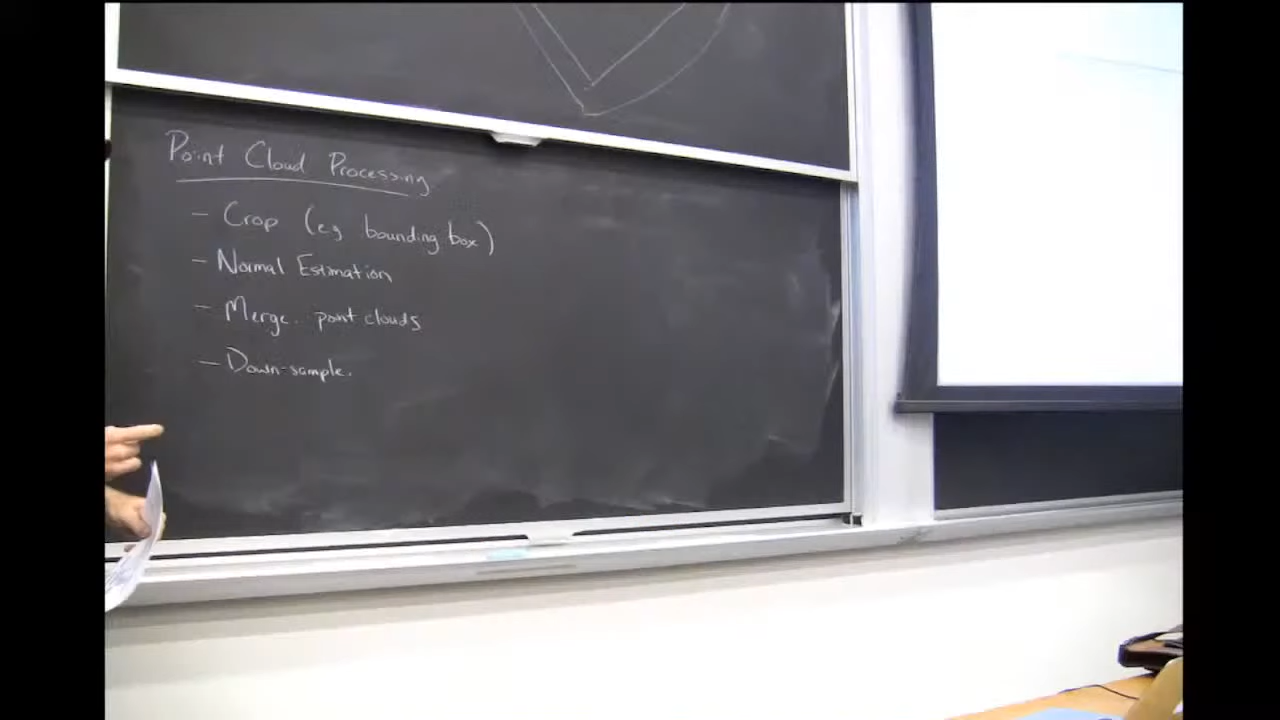 Point Cloud Processing
- Crop (eg bounding box)
- Normal Estimation
- Merge. point clouds
- Down-sample.